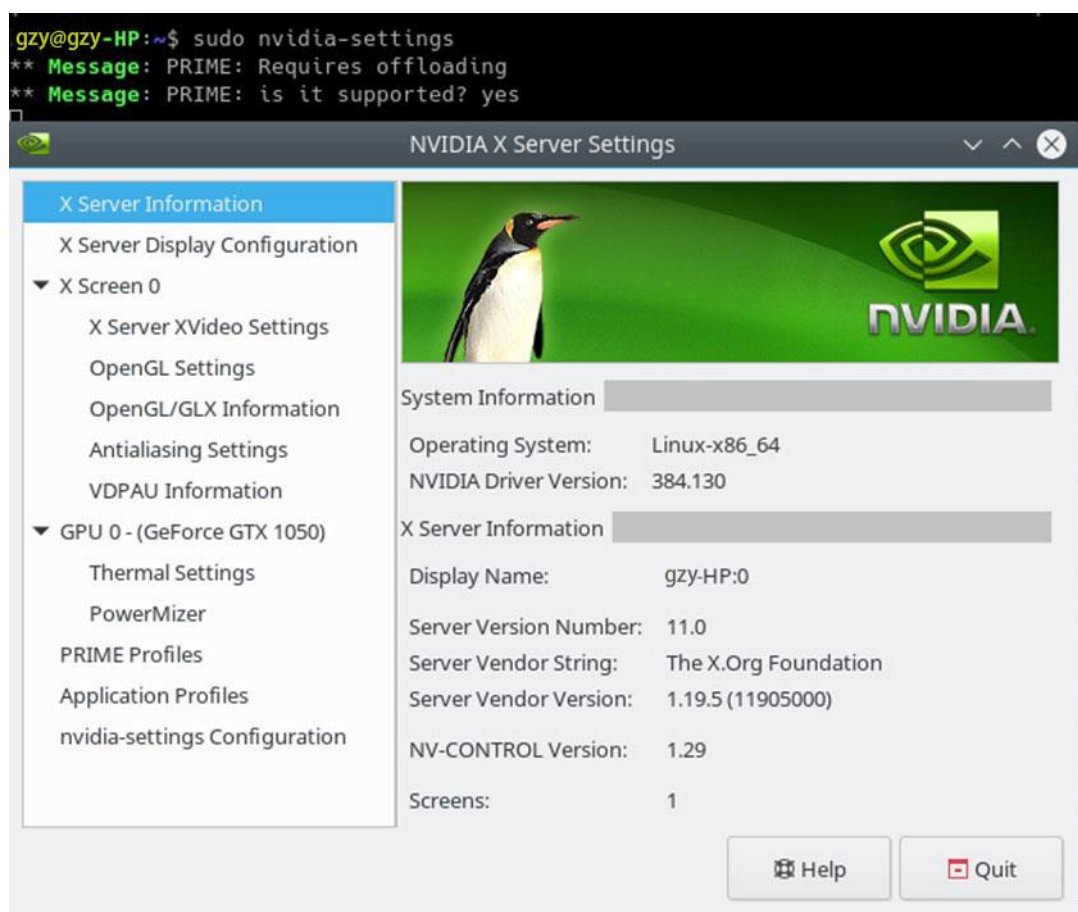 gzy@gzy-HP:~$ sudo nvidia-settings
** Message: PRIME: Requires offloading
** Message: PRIME: is it supported? yes
NVIDIA X Server Settings
X Server Information
X Server Display Configuration
X Screen 0
X Server XVideo Settings
OpenGL Settings
OpenGL/GLX Information
Antialiasing Settings
VDPAU Information
GPU 0 - (GeForce GTX 1050)
Thermal Settings
PowerMizer
PRIME Profiles
Application Profiles
nvidia-settings Configuration
NVIDIA.
System Information
Operating System: Linux-x86_64
NVIDIA Driver Version: 384.130
X Server Information
Display Name: gzy-HP:0
Server Version Number: 11.0
Server Vendor String: The X.Org Foundation
Server Vendor Version: 1.19.5 (11905000)
NV-CONTROL Version: 1.29
Screens: 1
Help
Quit